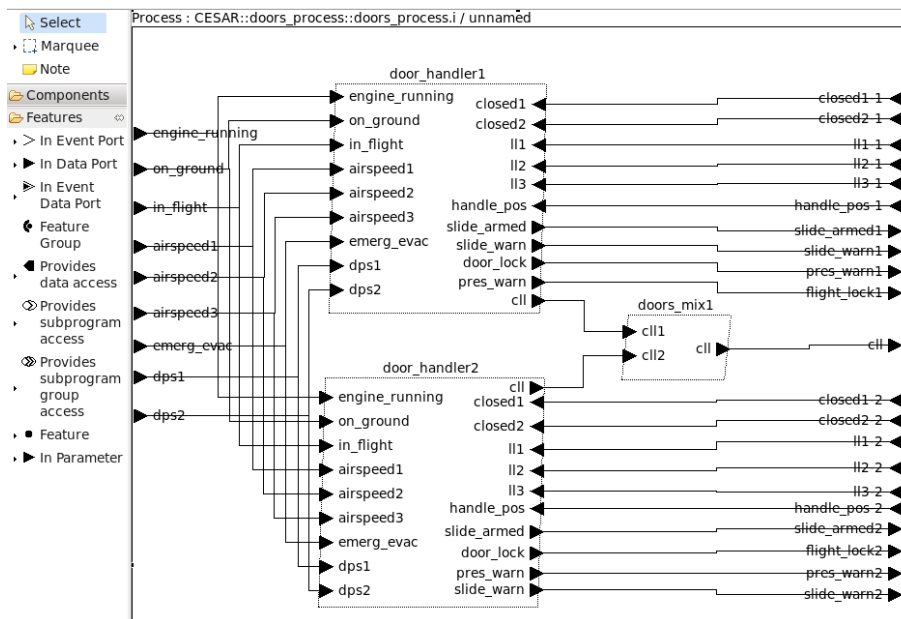 Process : CESAR::doors_process::doors_process.i / unnamed
Select
Marquee
Note
Components
Features
In Event Port
In Data Port
In Event
Data Port
Feature
Group
Provides
data access
Provides
subprogram
access
Provides
subprogram
group
access
Feature
In Parameter
engine_running
on_ground
in_flight
airspeed1
airspeed2
airspeed3
emerg_evac
dps1
dps2
door_handler1
engine_running
on_ground
in_flight
airspeed1
airspeed2
airspeed3
emerg_evac
dps1
dps2
closed1
closed2
ll1
ll2
ll3
handle_pos
slide_armed
slide_warn
door_lock
pres_warn
cll
doors_mix1
cll1
cll2
cll
door_handler2
engine_running
on_ground
in_flight
airspeed1
airspeed2
airspeed3
emerg_evac
dps1
dps2
cll
closed1
closed2
ll1
ll2
ll3
handle_pos
slide_armed
door_lock
pres_warn
slide_warn
closed1_1
closed2_1
ll1_1
ll2_1
ll3_1
handle_pos_1
slide_armed1
slide_warn1
pres_warn1
flight_lock1
cll
closed1_2
closed2_2
ll1_2
ll2_2
ll3_2
handle_pos_2
slide_armed2
flight_lock2
pres_warn2
slide_warn2